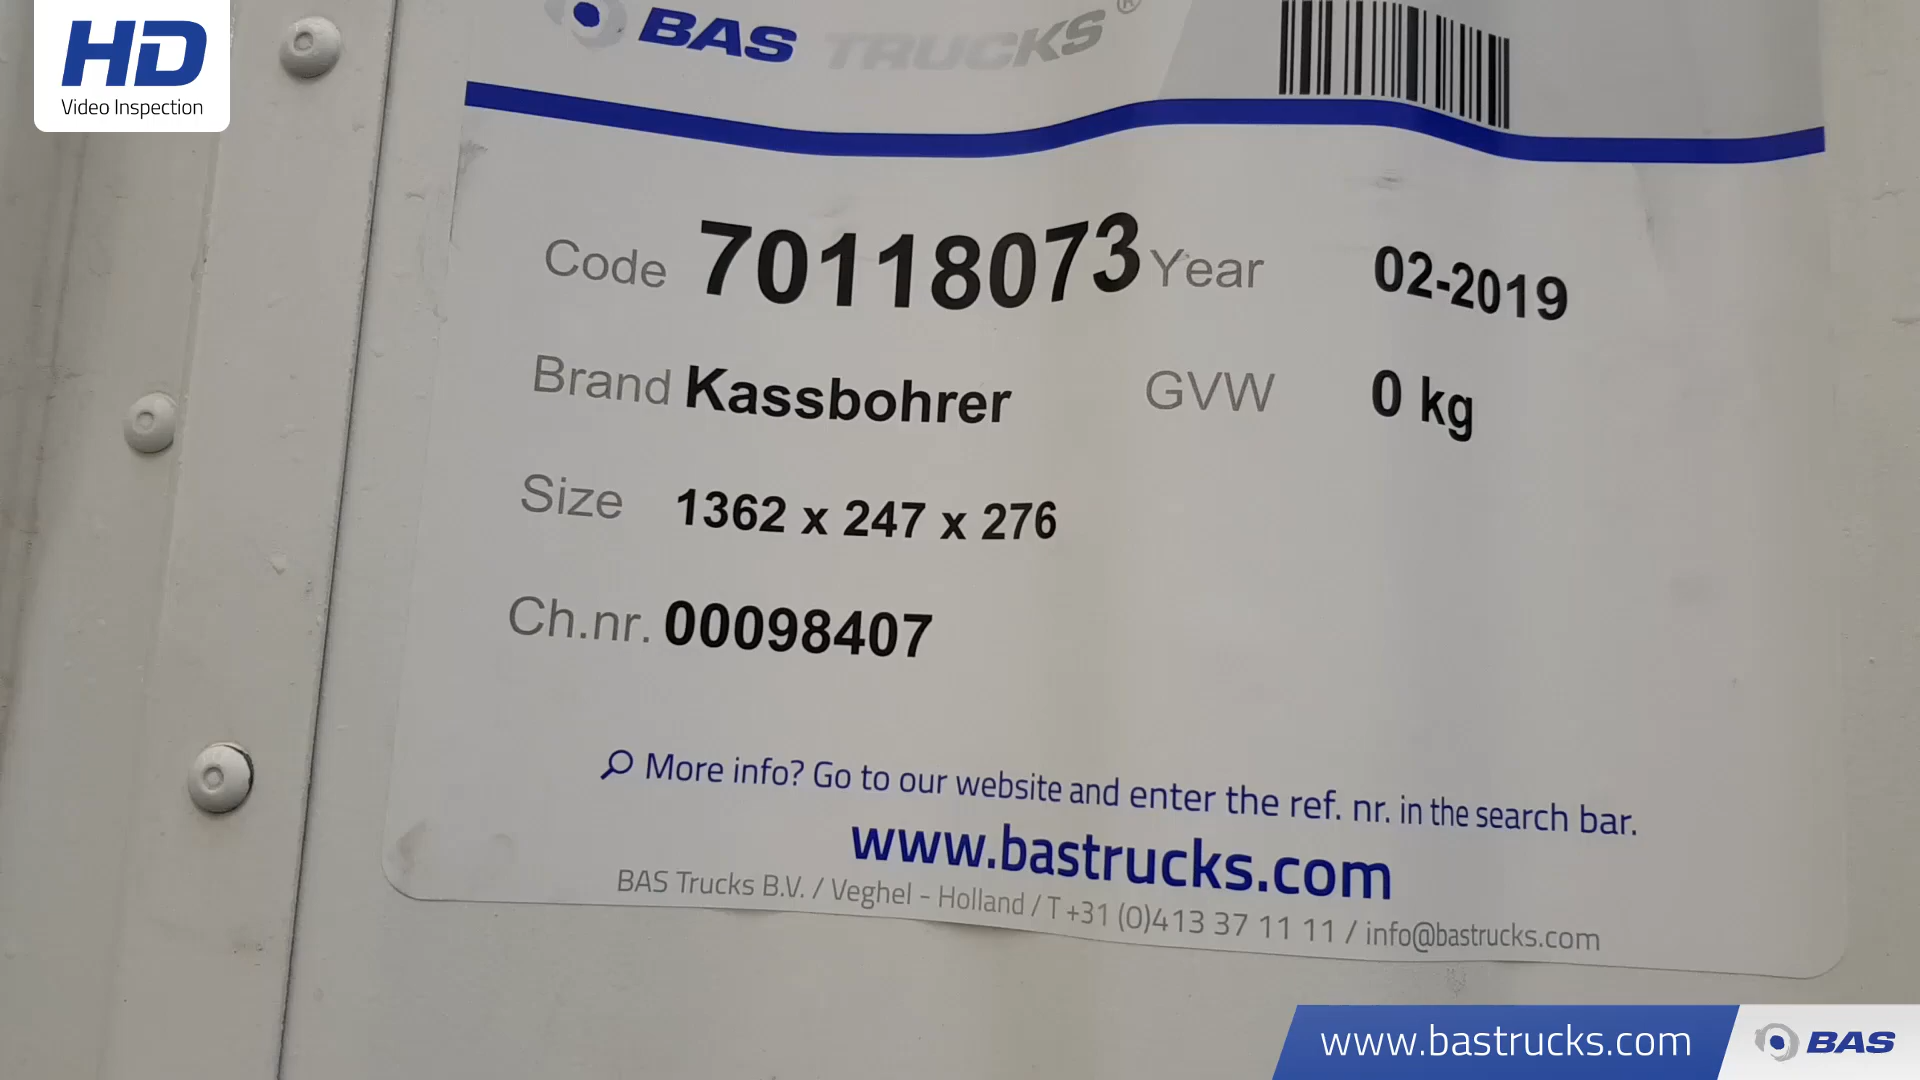 HD
Video Inspection
BAS TRUCKS®
Code 70118073 Year 02-2019
Brand Kassbohrer GVW 0 kg
Size 1362 x 247 x 276
Ch.nr. 00098407
More info? Go to our website and enter the ref. nr. in the search bar.
www.bastrucks.com
BAS Trucks B.V. / Veghel - Holland / T +31 (0)413 37 11 11 / info@bastrucks.com
www.bastrucks.com BAS